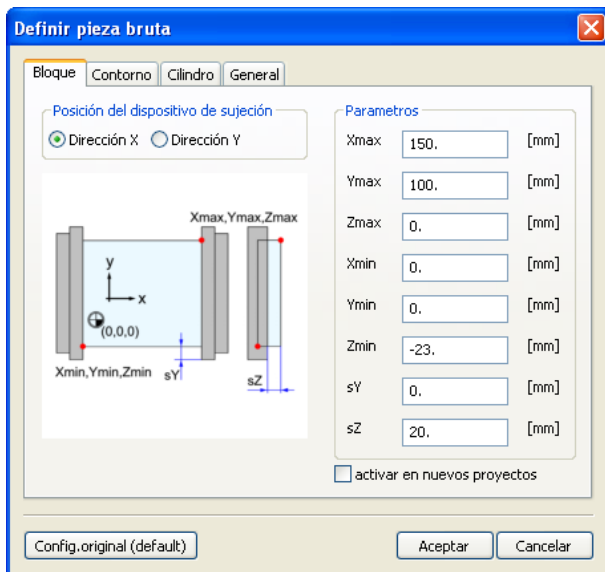 Definir pieza bruta
Bloque Contorno Cilindro General
Posición del dispositivo de sujeción
Dirección X Dirección Y
Xmax,Ymax,Zmax
y
x
(0,0,0)
Xmin,Ymin,Zmin sY
sZ
Parametros
Xmax 150. [mm]
Ymax 100. [mm]
Zmax 0. [mm]
Xmin 0. [mm]
Ymin 0. [mm]
Zmin -23. [mm]
sY 0. [mm]
sZ 20. [mm]
activar en nuevos proyectos
Config.original (default) Aceptar Cancelar